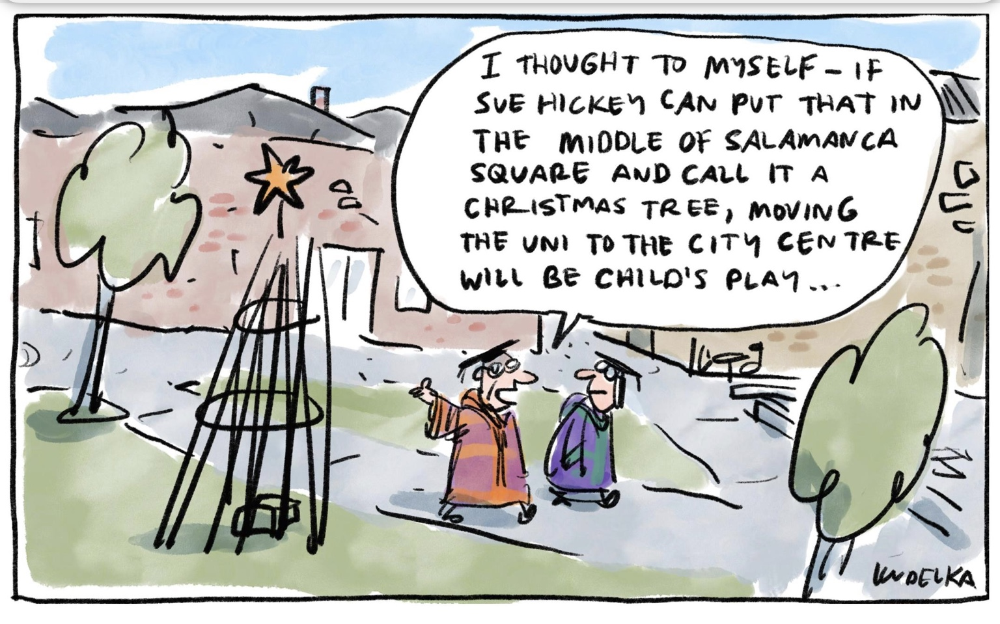 I THOUGHT TO MYSELF – IF
SUE HICKEY CAN PUT THAT IN
THE MIDDLE OF SALAMANCA
SQUARE AND CALL IT A
CHRISTMAS TREE, MOVING
THE UNI TO THE CITY CENTRE
WILL BE CHILD'S PLAY...
KUDELKA